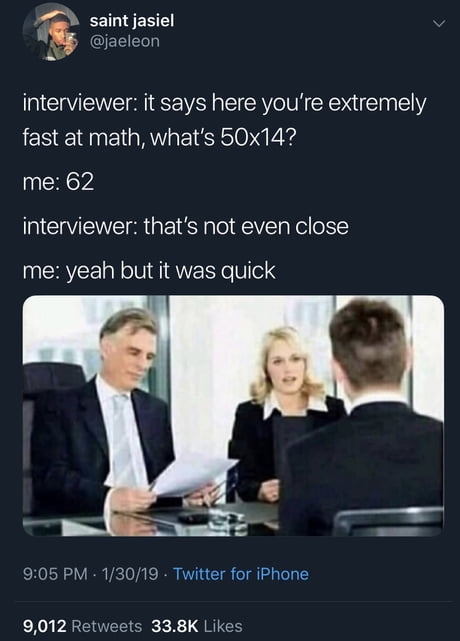 saint jasiel
@jaeleon
interviewer: it says here you’re extremely
fast at math, what’s 50x14?
me: 62
interviewer: that’s not even close
me: yeah but it was quick
9:05 PM · 1/30/19 · Twitter for iPhone
9,012 Retweets 33.8K Likes